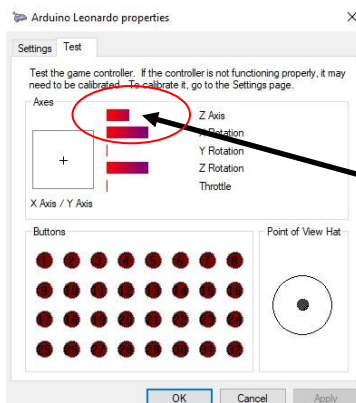 Arduino Leonardo properties
Settings Test
Test the game controller. If the controller is not functioning properly, it may
need to be calibrated. To calibrate it, go to the Settings page.
Axes
Z Axis
Rotation
Y Rotation
Z Rotation
Throttle
X Axis / Y Axis
Buttons
Point of View Hat
OK Cancel Apply